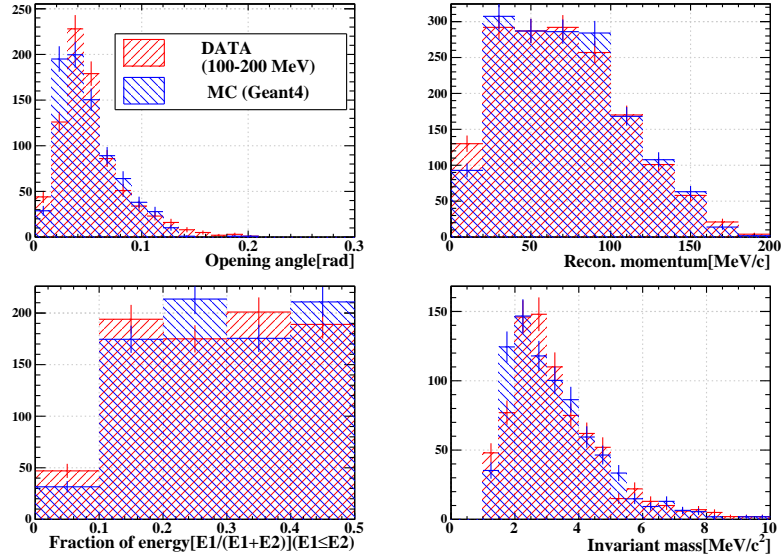 250
200
150
100
50
0
DATA
(100-200 MeV)
MC (Geant4)
0 0.1 0.2 0.3
Opening angle[rad]
300
200
100
0
0 50 100 150 200
Recon. momentum[MeV/c]
200
150
100
50
0
0 0.1 0.2 0.3 0.4 0.5
Fraction of energy[E1/(E1+E2)](E1≤E2)
150
100
50
0
0 2 4 6 8 10
Invariant mass[MeV/c²]